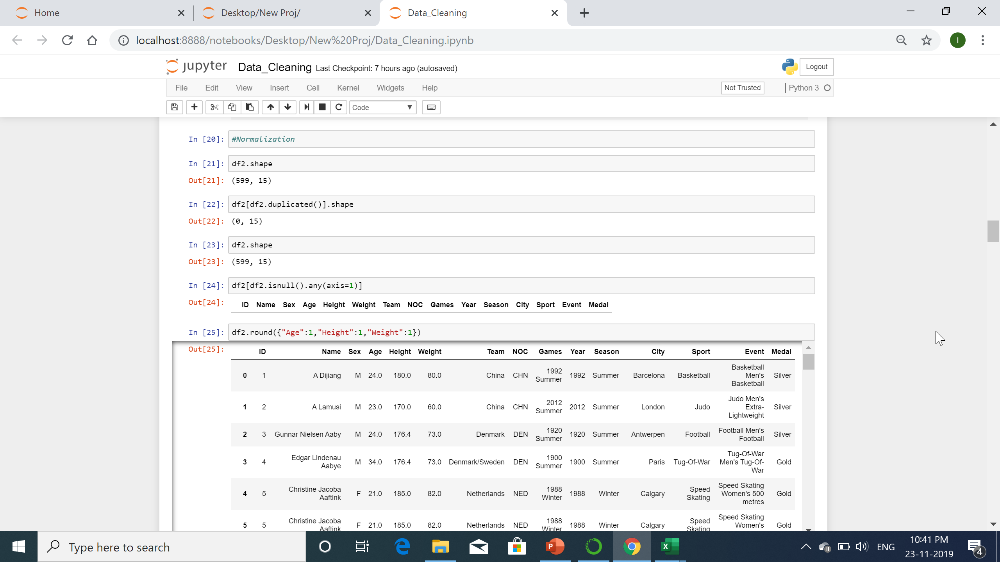 Home
Desktop/New Proj/
Data_Cleaning
localhost:8888/notebooks/Desktop/New%20Proj/Data_Cleaning.ipynb
I
jupyter Data_Cleaning Last Checkpoint: 7 hours ago (autosaved)
Logout
File Edit View Insert Cell Kernel Widgets Help
Not Trusted
Python 3
Code
In [20]: #Normalization
In [21]: df2.shape
Out[21]: (599, 15)
In [22]: df2[df2.duplicated()].shape
Out[22]: (0, 15)
In [23]: df2.shape
Out[23]: (599, 15)
In [24]: df2[df2.isnull().any(axis=1)]
Out[24]:
ID Name Sex Age Height Weight Team NOC Games Year Season City Sport Event Medal
In [25]: df2.round({"Age":1,"Height":1,"Weight":1})
Out[25]:
ID Name Sex Age Height Weight Team NOC Games Year Season City Sport Event Medal
0 1 A Dijiang M 24.0 180.0 80.0 China CHN 1992 Summer 1992 Summer Barcelona Basketball Basketball Men's Basketball Silver
1 2 A Lamusi M 23.0 170.0 60.0 China CHN 2012 Summer 2012 Summer London Judo Judo Men's Extra-Lightweight Silver
2 3 Gunnar Nielsen Aaby M 24.0 176.4 73.0 Denmark DEN 1920 Summer 1920 Summer Antwerpen Football Football Men's Football Silver
3 4 Edgar Lindenau Aabye M 34.0 176.4 73.0 Denmark/Sweden DEN 1900 Summer 1900 Summer Paris Tug-Of-War Tug-Of-War Men's Tug-Of-War Gold
4 5 Christine Jacoba Aaftink F 21.0 185.0 82.0 Netherlands NED 1988 Winter 1988 Winter Calgary Speed Skating Speed Skating Women's 500 metres Gold
5 5 Christine Jacoba Aaftink F 21.0 185.0 82.0 Netherlands NED 1988 Winter 1988 Winter Calgary Speed Skating Speed Skating Women's Gold
Type here to search
ENG
10:41 PM
23-11-2019
4